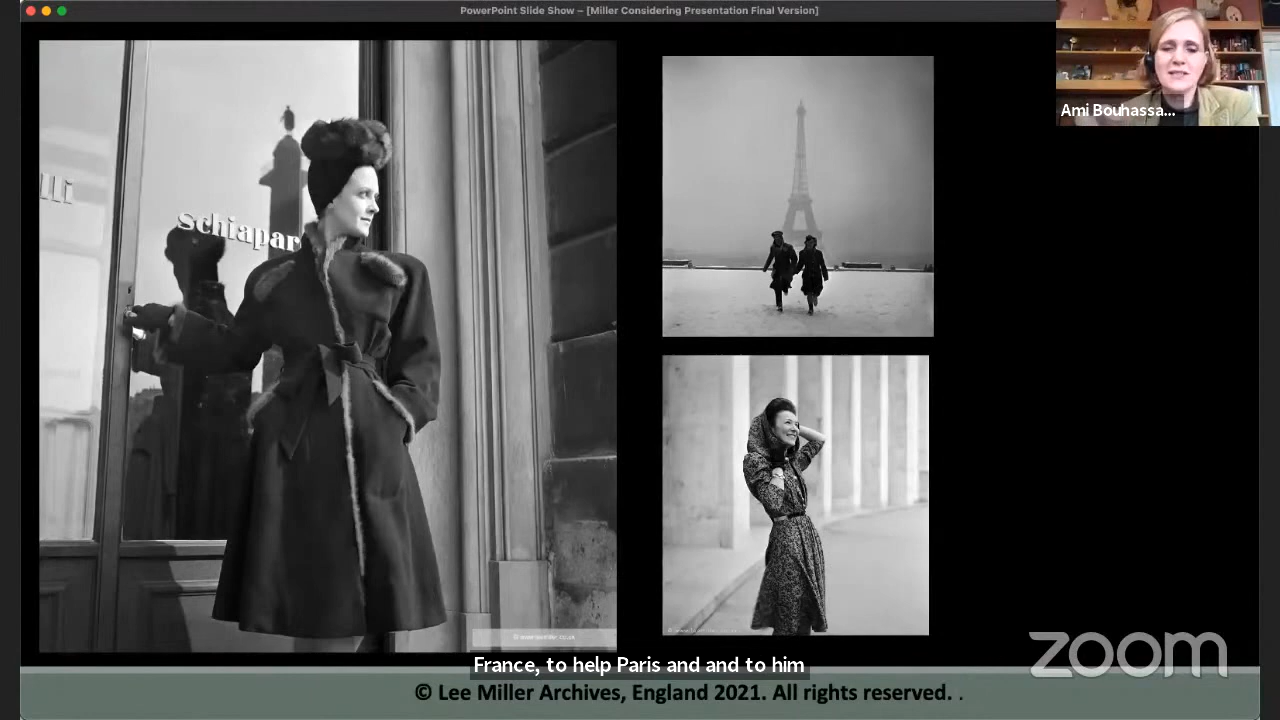 PowerPoint Slide Show – [Miller Considering Presentation Final Version]
Ami Bouhassa...
lli
Schiapar
zoom
France, to help Paris and and to him
© Lee Miller Archives, England 2021. All rights reserved. .